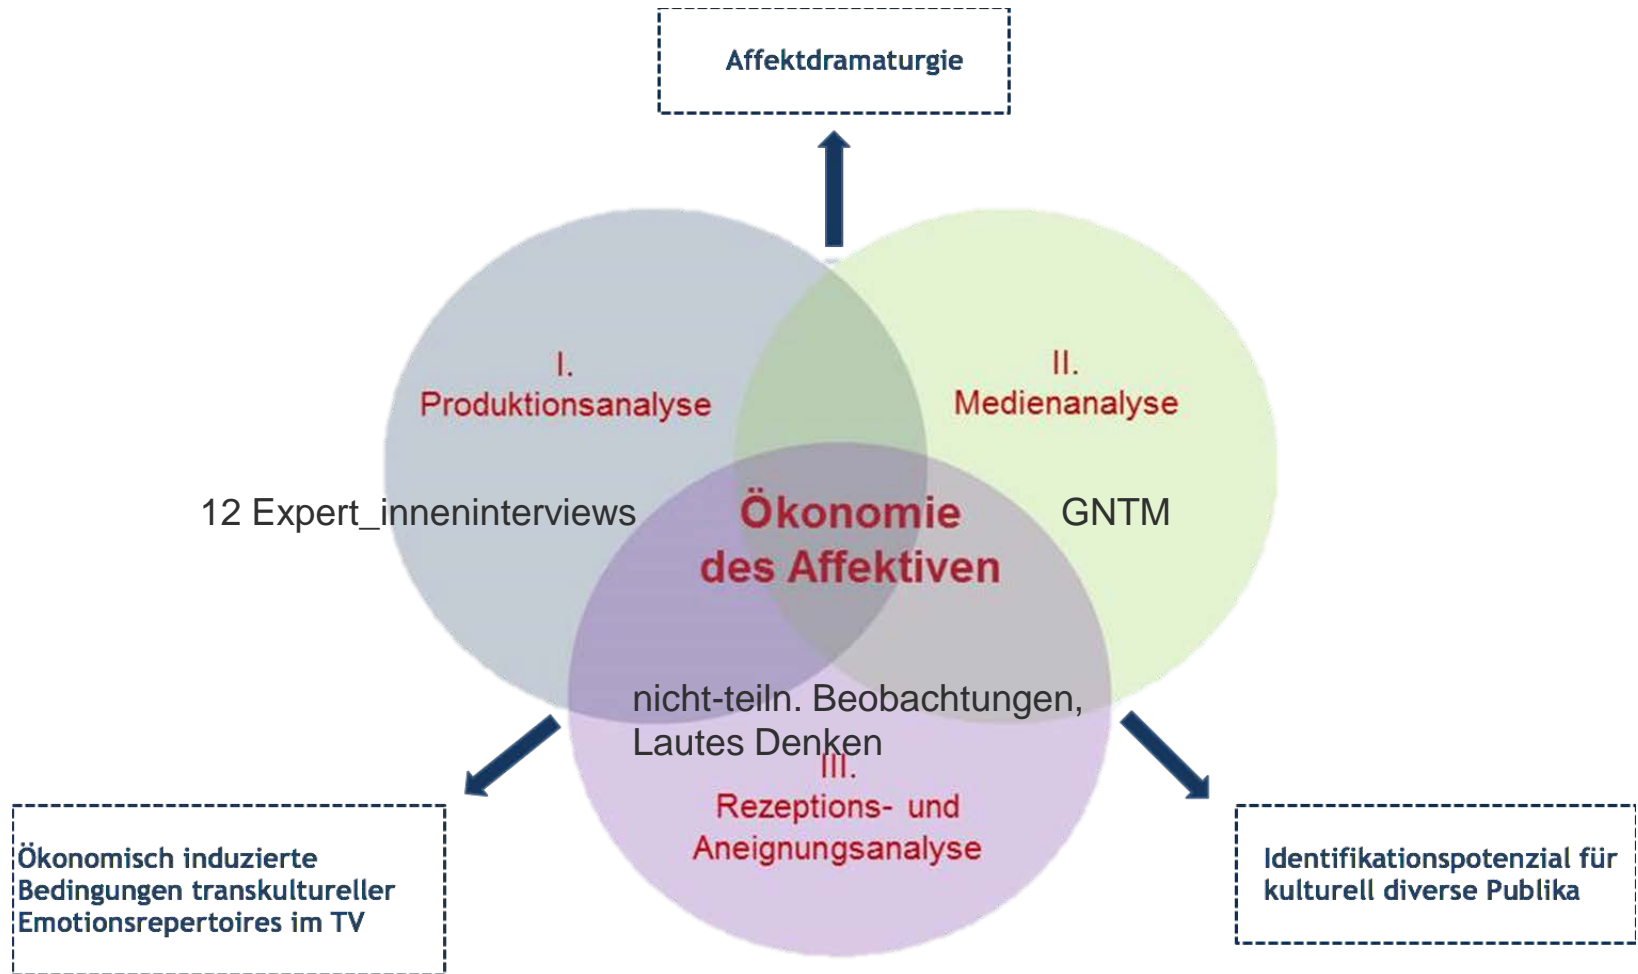 Affektdramaturgie
I.
Produktionsanalyse
II.
Medienanalyse
12 Expert_inneninterviews
Ökonomie
des Affektiven
GNTM
nicht-teiln. Beobachtungen,
Lautes Denken
III.
Rezeptions- und
Aneignungsanalyse
Ökonomisch induzierte
Bedingungen transkultureller
Emotionsrepertoires im TV
Identifikationspotenzial für
kulturell diverse Publika